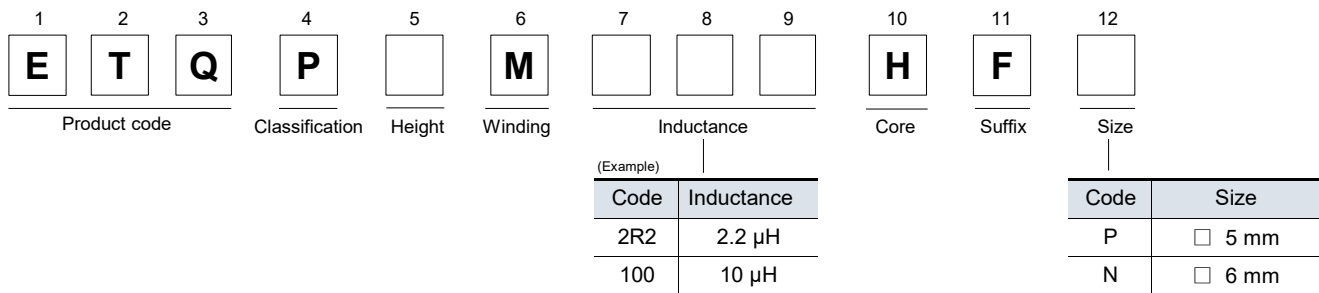 1 2 3 4 5 6 7 8 9 10 11 12
E T Q P M H F
Product code Classification Height Winding Inductance Core Suffix Size
(Example)
Code Inductance
2R2 2.2 µH
100 10 µH
Code Size
P □ 5 mm
N □ 6 mm